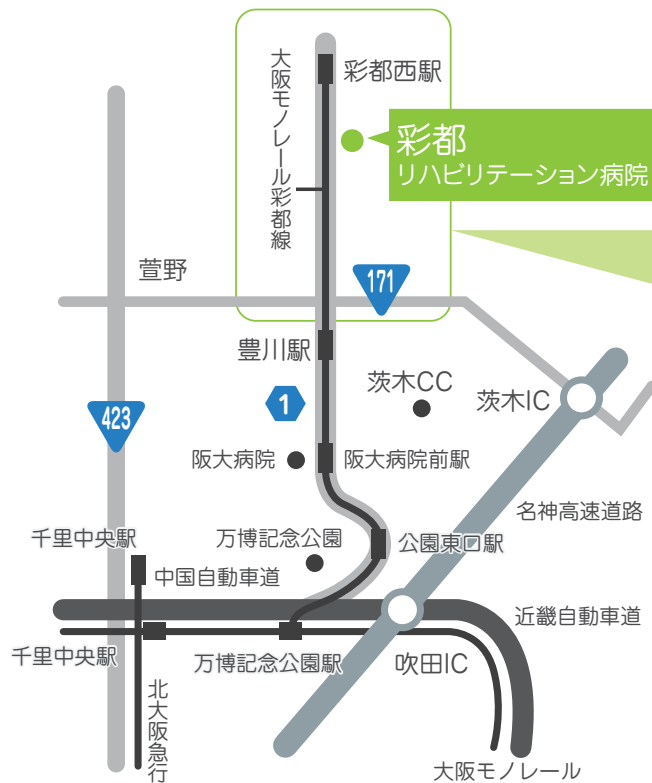 彩都西駅
大阪モノレール彩都線
彩都
リハビリテーション病院
萱野
171
豊川駅
茨木CC
茨木IC
1
423
阪大病院
阪大病院前駅
名神高速道路
千里中央駅
万博記念公園
公園東口駅
中国自動車道
近畿自動車道
千里中央駅
万博記念公園駅
吹田IC
北大阪急行
大阪モノレール